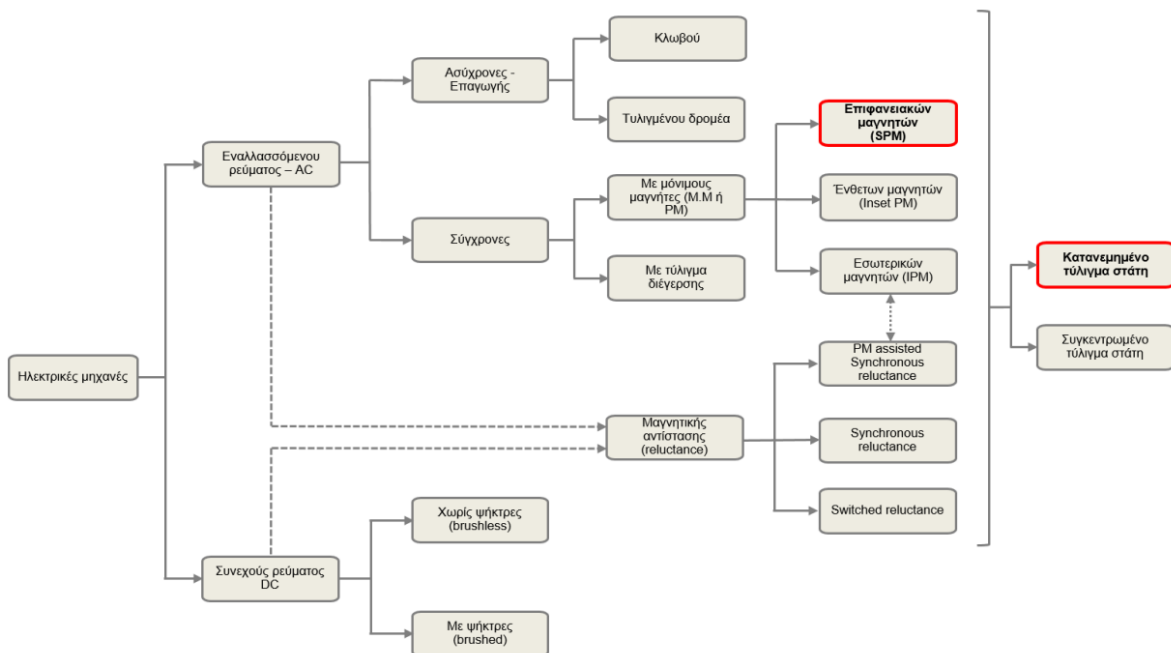 Κλωβού
Ασύχρονες -
Επαγωγής
Τυλιγμένου δρομέα
Επιφανειακών
μαγνητών
(SPM)
Εναλλασσόμενου
ρεύματος – AC
Με μόνιμους
μαγνήτες (Μ.Μ ή
PM)
Ένθετων μαγνητών
(Inset PM)
Σύγχρονες
Με τύλιγμα
διέγερσης
Εσωτερικών
μαγνητών (IPM)
Κατανεμημένο
τύλιγμα στάτη
Συγκεντρωμένο
τύλιγμα στάτη
Ηλεκτρικές μηχανές
PM assisted
Synchronous
reluctance
Μαγνητικής
αντίστασης
(reluctance)
Synchronous
reluctance
Switched reluctance
Χωρίς ψήκτρες
(brushless)
Συνεχούς ρεύματος
DC
Με ψήκτρες
(brushed)